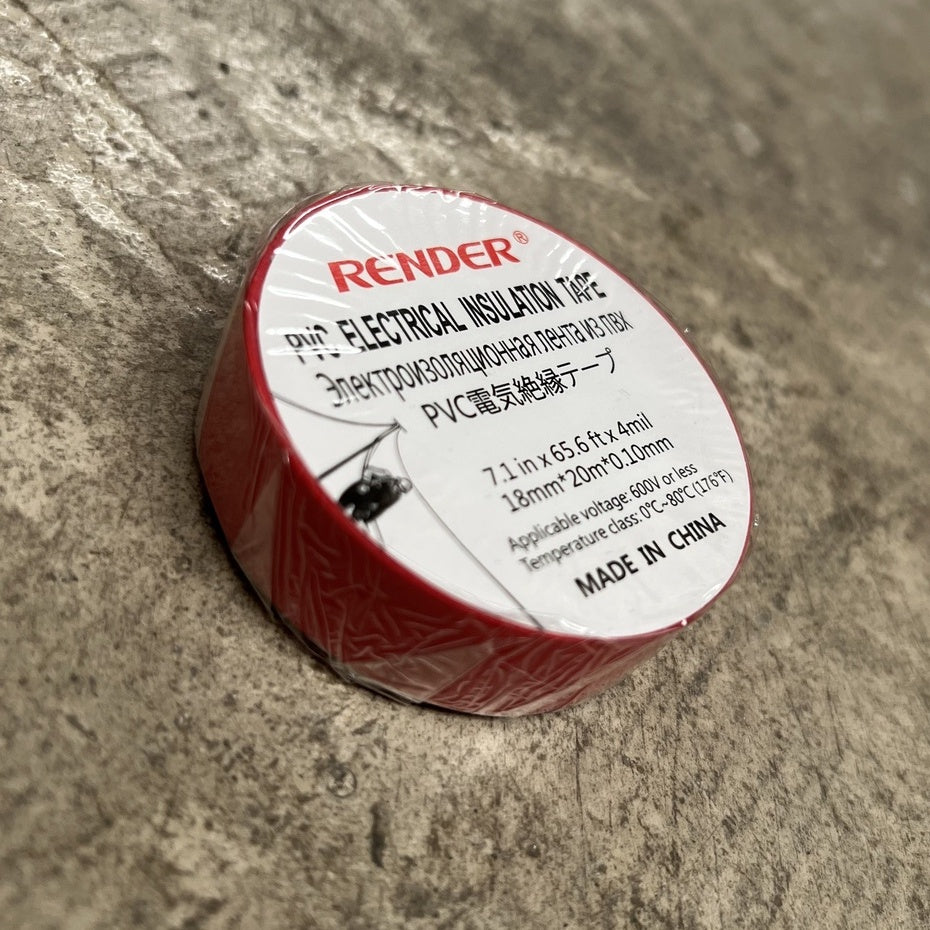 RENDER®
PVC ELECTRICAL INSULATION TAPE
Электроизоляционная лента из пвх
PVC電気絶縁テープ
7.1 in x 65.6 ft x 4mil
18mm*20m*0.10mm
Applicable voltage: 600V or less
Temperature class: 0°C~80°C (176°F)
MADE IN CHINA